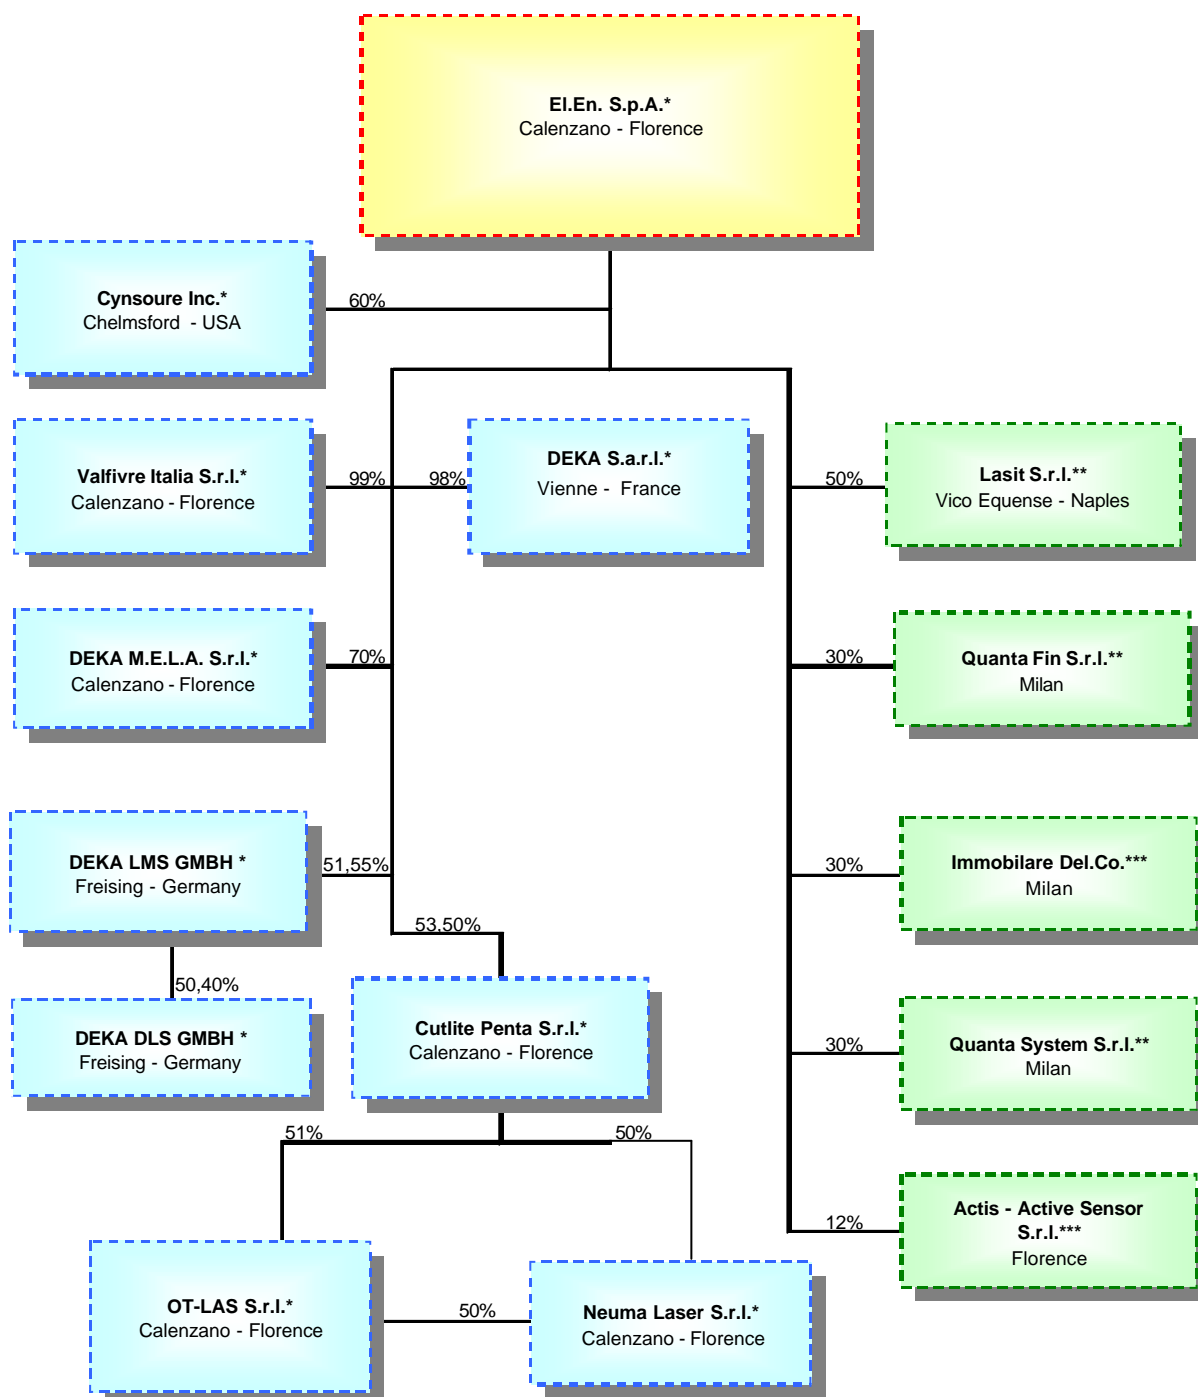 El.En. S.p.A.*
Calenzano - Florence
Cynsoure Inc.*
Chelmsford - USA
60%
Valfivre Italia S.r.l.*
Calenzano - Florence
99%
98%
DEKA S.a.r.l.*
Vienne - France
50%
Lasit S.r.l.**
Vico Equense - Naples
DEKA M.E.L.A. S.r.l.*
Calenzano - Florence
70%
30%
Quanta Fin S.r.l.**
Milan
DEKA LMS GMBH *
Freising - Germany
51,55%
30%
Immobilare Del.Co.***
Milan
53,50%
50,40%
DEKA DLS GMBH *
Freising - Germany
Cutlite Penta S.r.l.*
Calenzano - Florence
30%
Quanta System S.r.l.**
Milan
51%
50%
12%
Actis - Active Sensor
S.r.l.***
Florence
OT-LAS S.r.l.*
Calenzano - Florence
50%
Neuma Laser S.r.l.*
Calenzano - Florence